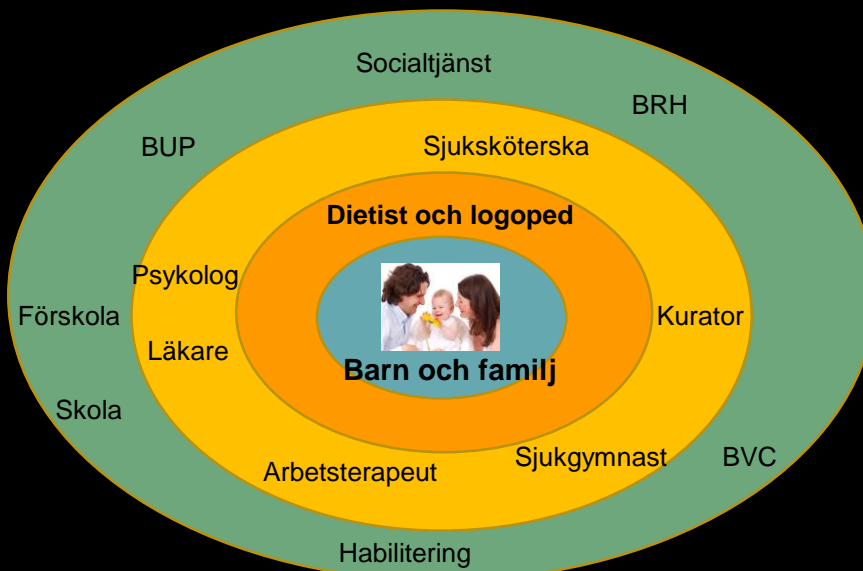 Socialtjänst
BRH
BUP
Sjuksköterska
Dietist och logoped
Psykolog
Förskola
Kurator
Läkare
Barn och familj
Skola
Sjukgymnast
BVC
Arbetsterapeut
Habilitering